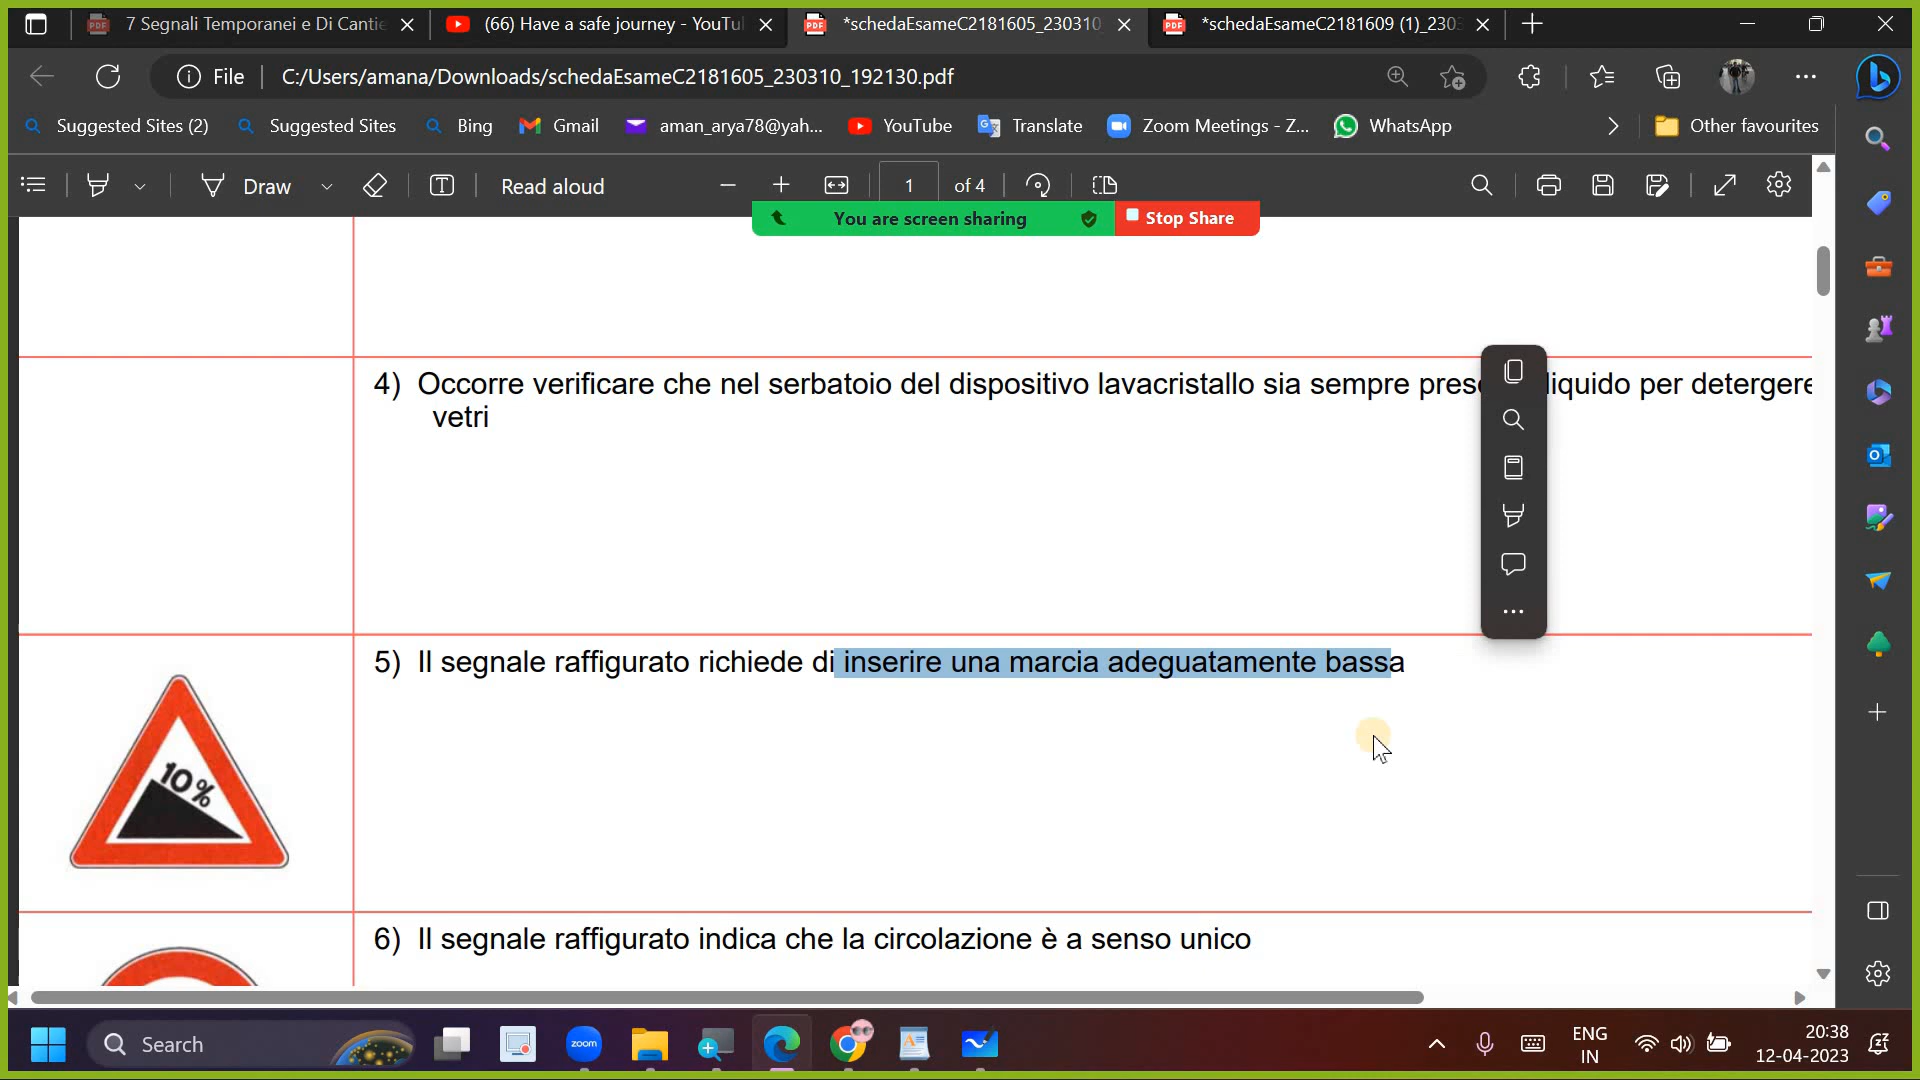 7 Segnali Temporanei e Di Cantie
(66) Have a safe journey - YouTu
*schedaEsameC2181605_230310
*schedaEsameC2181609 (1)_230
File
C:/Users/amana/Downloads/schedaEsameC2181605_230310_192130.pdf
Suggested Sites (2)
Suggested Sites
Bing
Gmail
aman_arya78@yah...
YouTube
Translate
Zoom Meetings - Z...
WhatsApp
Other favourites
Draw
Read aloud
1
of 4
You are screen sharing
Stop Share
4) Occorre verificare che nel serbatoio del dispositivo lavacristallo sia sempre prese liquido per detergere
vetri
5) Il segnale raffigurato richiede di inserire una marcia adeguatamente bassa
10%
6) Il segnale raffigurato indica che la circolazione è a senso unico
Search
zoom
ENG
IN
20:38
12-04-2023